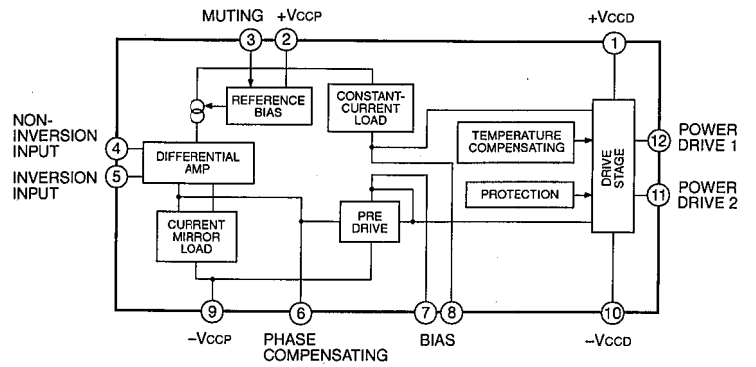 MUTING +VCCP +VCCD
3 2 1
REFERENCE
BIAS
CONSTANT-
CURRENT
LOAD
NON-
INVERSION
INPUT
4
INVERSION
INPUT
5
DIFFERENTIAL
AMP
TEMPERATURE
COMPENSATING
PROTECTION
DRIVE
STAGE
12
POWER
DRIVE 1
11
POWER
DRIVE 2
CURRENT
MIRROR
LOAD
PRE
DRIVE
9 6 7 8 10
−VCCP
PHASE
COMPENSATING
BIAS
−VCCD